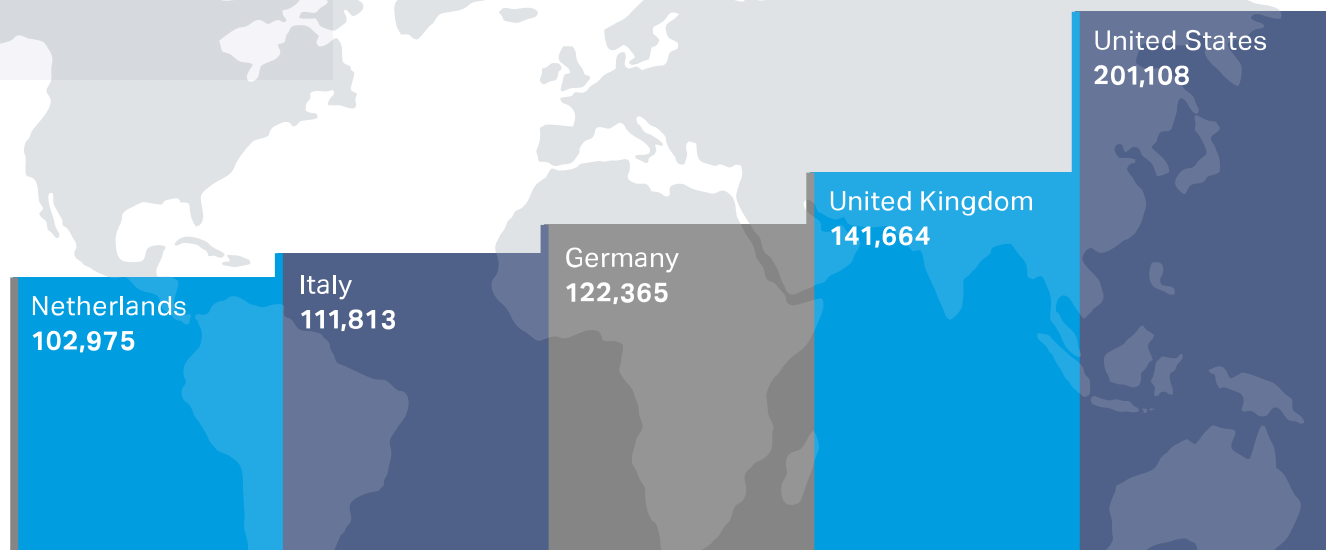 Netherlands
102,975
Italy
111,813
Germany
122,365
United Kingdom
141,664
United States
201,108